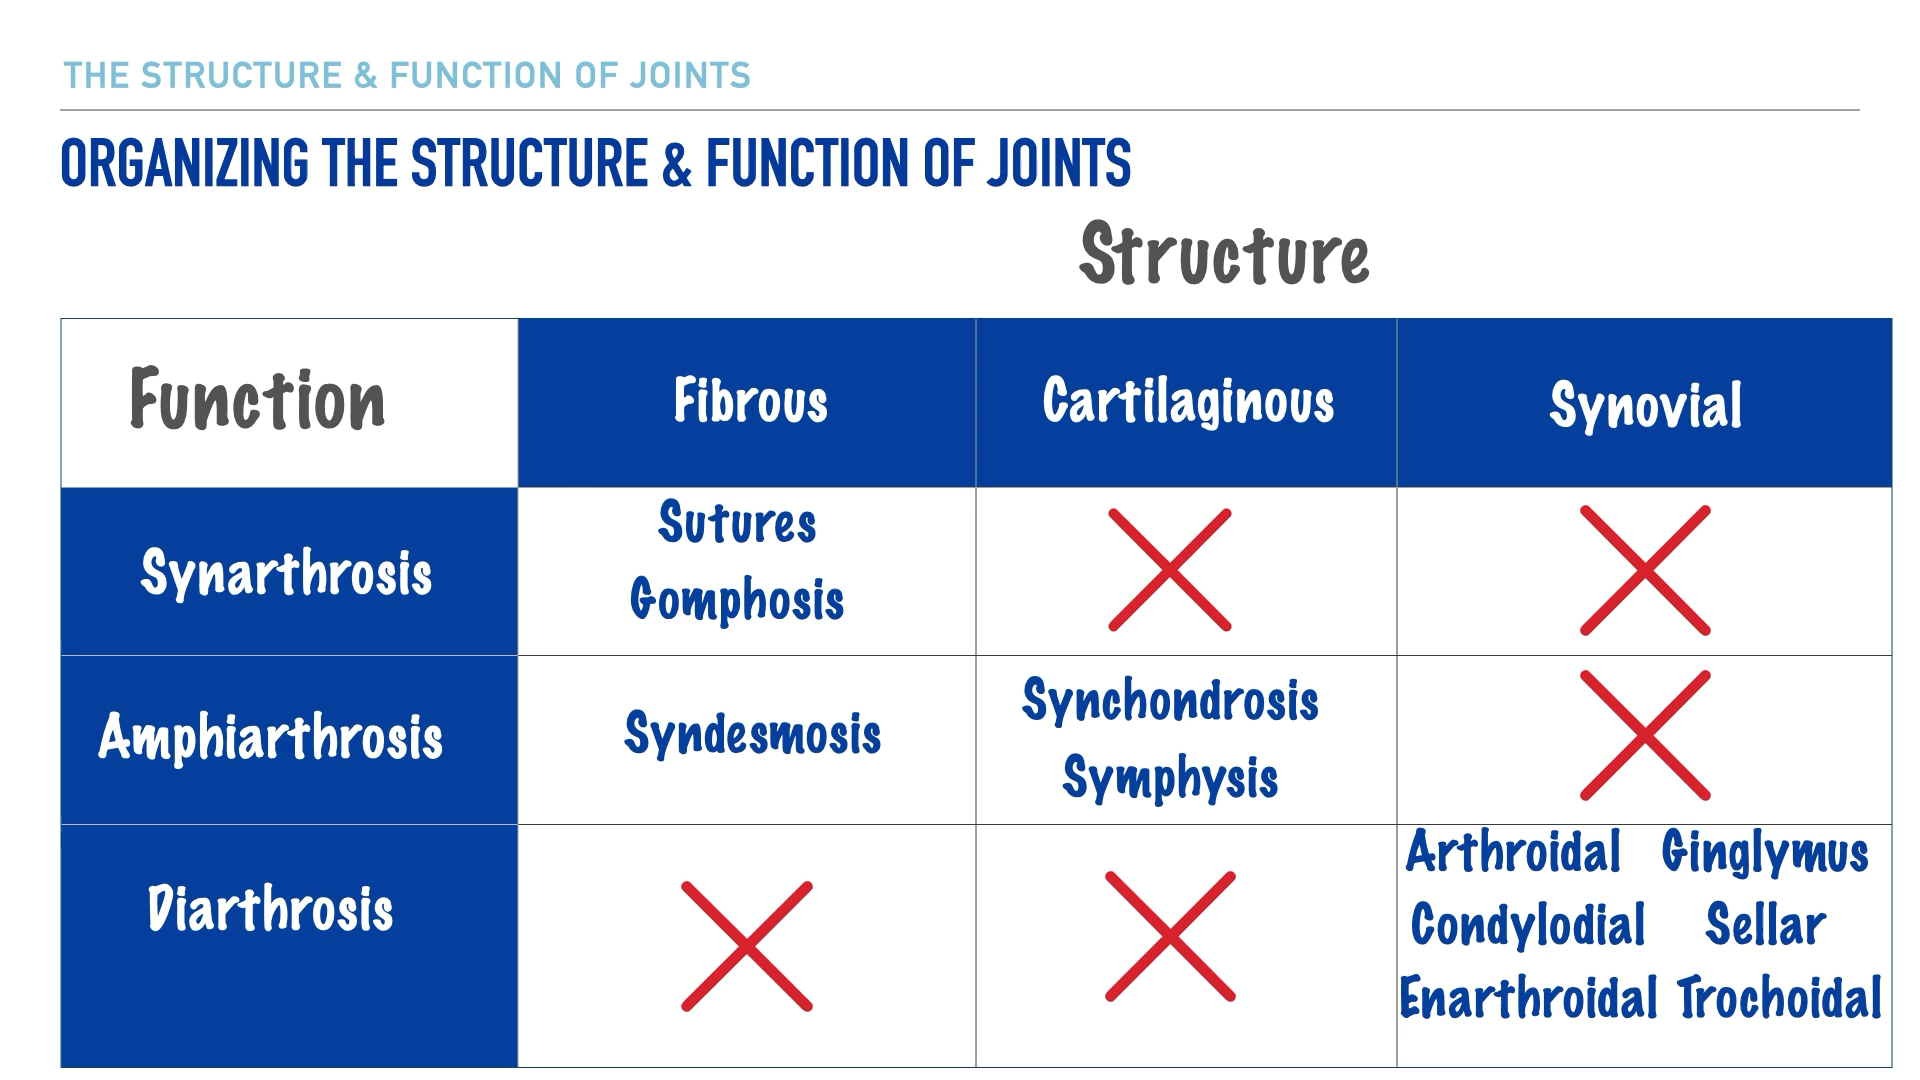 THE STRUCTURE & FUNCTION OF JOINTS
ORGANIZING THE STRUCTURE & FUNCTION OF JOINTS
Structure
Function Fibrous Cartilaginous Synovial
Synarthrosis
Sutures
Gomphosis
Amphiarthrosis
Syndesmosis
Synchondrosis
Symphysis
Diarthrosis
Arthroidal Ginglymus
Condylodial Sellar
Enarthroidal Trochoidal